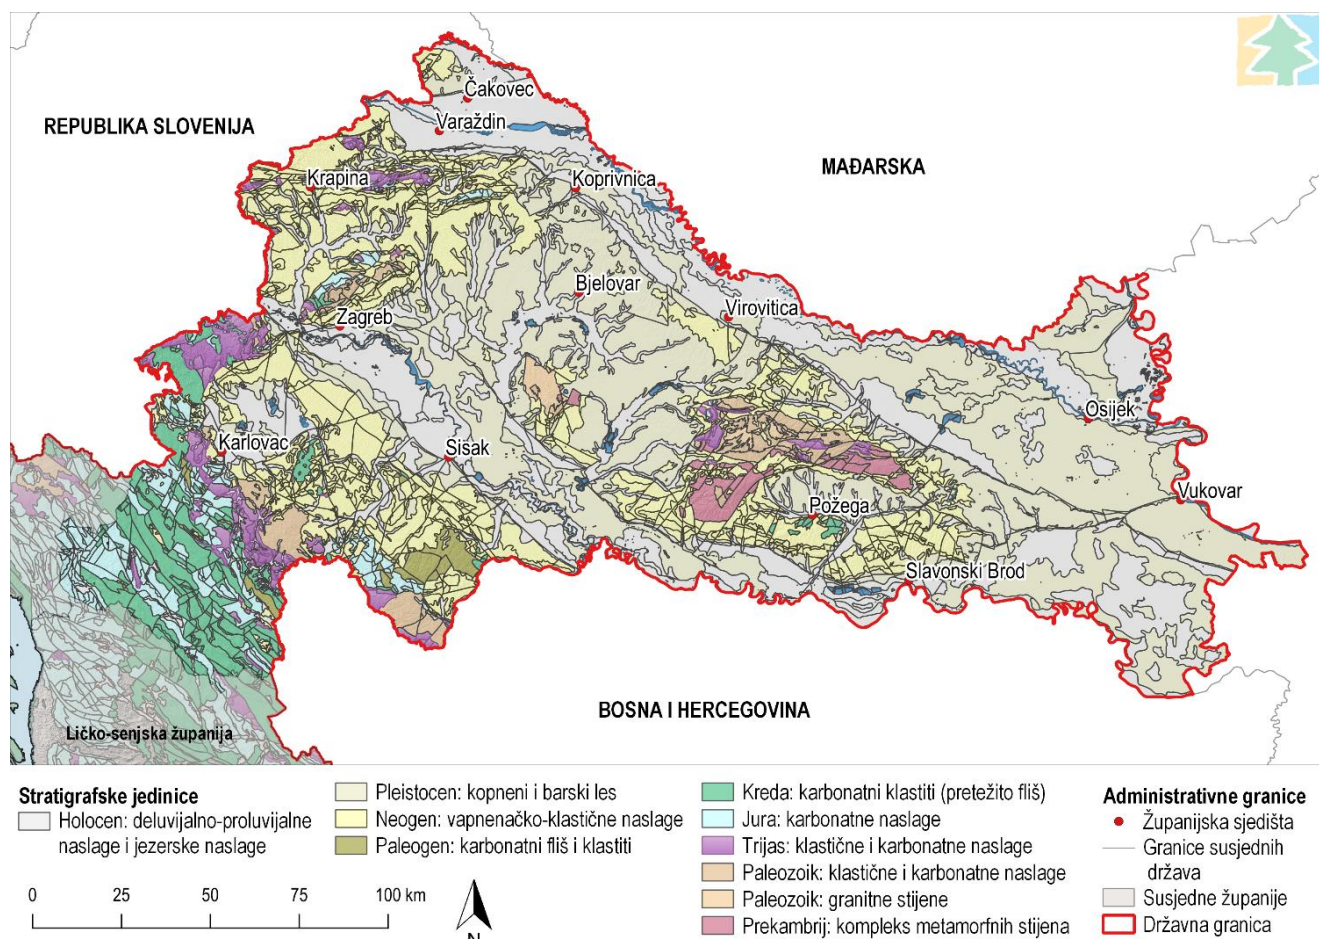 REPUBLIKA SLOVENIJA
MAĐARSKA
BOSNA I HERCEGOVINA
Čakovec
Varaždin
Krapina
Koprivnica
Bjelovar
Virovitica
Zagreb
Osijek
Karlovac
Sisak
Vukovar
Požega
Slavonski Brod
Ličko-senjska županija
Stratigrafske jedinice
Holocen: deluvijalno-proluvijalne
naslage i jezerske naslage
Pleistocen: kopneni i barski les
Neogen: vapnenačko-klastične naslage
Paleogen: karbonatni fliš i klastiti
Kreda: karbonatni klastiti (pretežito fliš)
Jura: karbonatne naslage
Trijas: klastične i karbonatne naslage
Paleozoik: klastične i karbonatne naslage
Paleozoik: granitne stijene
Prekambrij: kompleks metamorfnih stijena
Administrativne granice
Županijska sjedišta
Granice susjednih
država
Susjedne županije
Državna granica
0 25 50 75 100 km
N